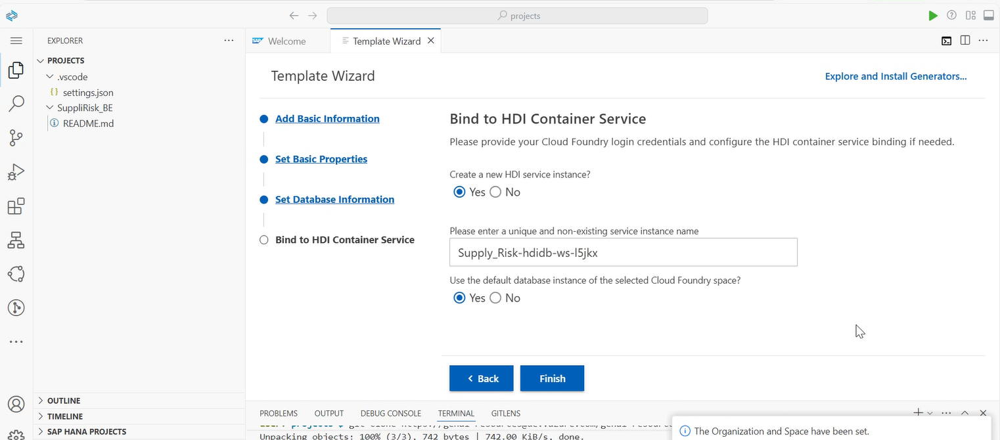 projects
EXPLORER
PROJECTS
.vscode
{} settings.json
SuppliRisk_BE
README.md
OUTLINE
TIMELINE
SAP HANA PROJECTS
SAP Welcome
Template Wizard
Template Wizard
Explore and Install Generators...
Add Basic Information
Set Basic Properties
Set Database Information
Bind to HDI Container Service
Bind to HDI Container Service
Please provide your Cloud Foundry login credentials and configure the HDI container service binding if needed.
Create a new HDI service instance?
Yes No
Please enter a unique and non-existing service instance name
Supply_Risk-hdidb-ws-l5jkx
Use the default database instance of the selected Cloud Foundry space?
Yes No
Back Finish
PROBLEMS OUTPUT DEBUG CONSOLE TERMINAL GITLENS
user: projects $ git clone
Unpacking objects: 100% (3/3), 742 bytes | 742.00 KiB/s, done.
The Organization and Space have been set.